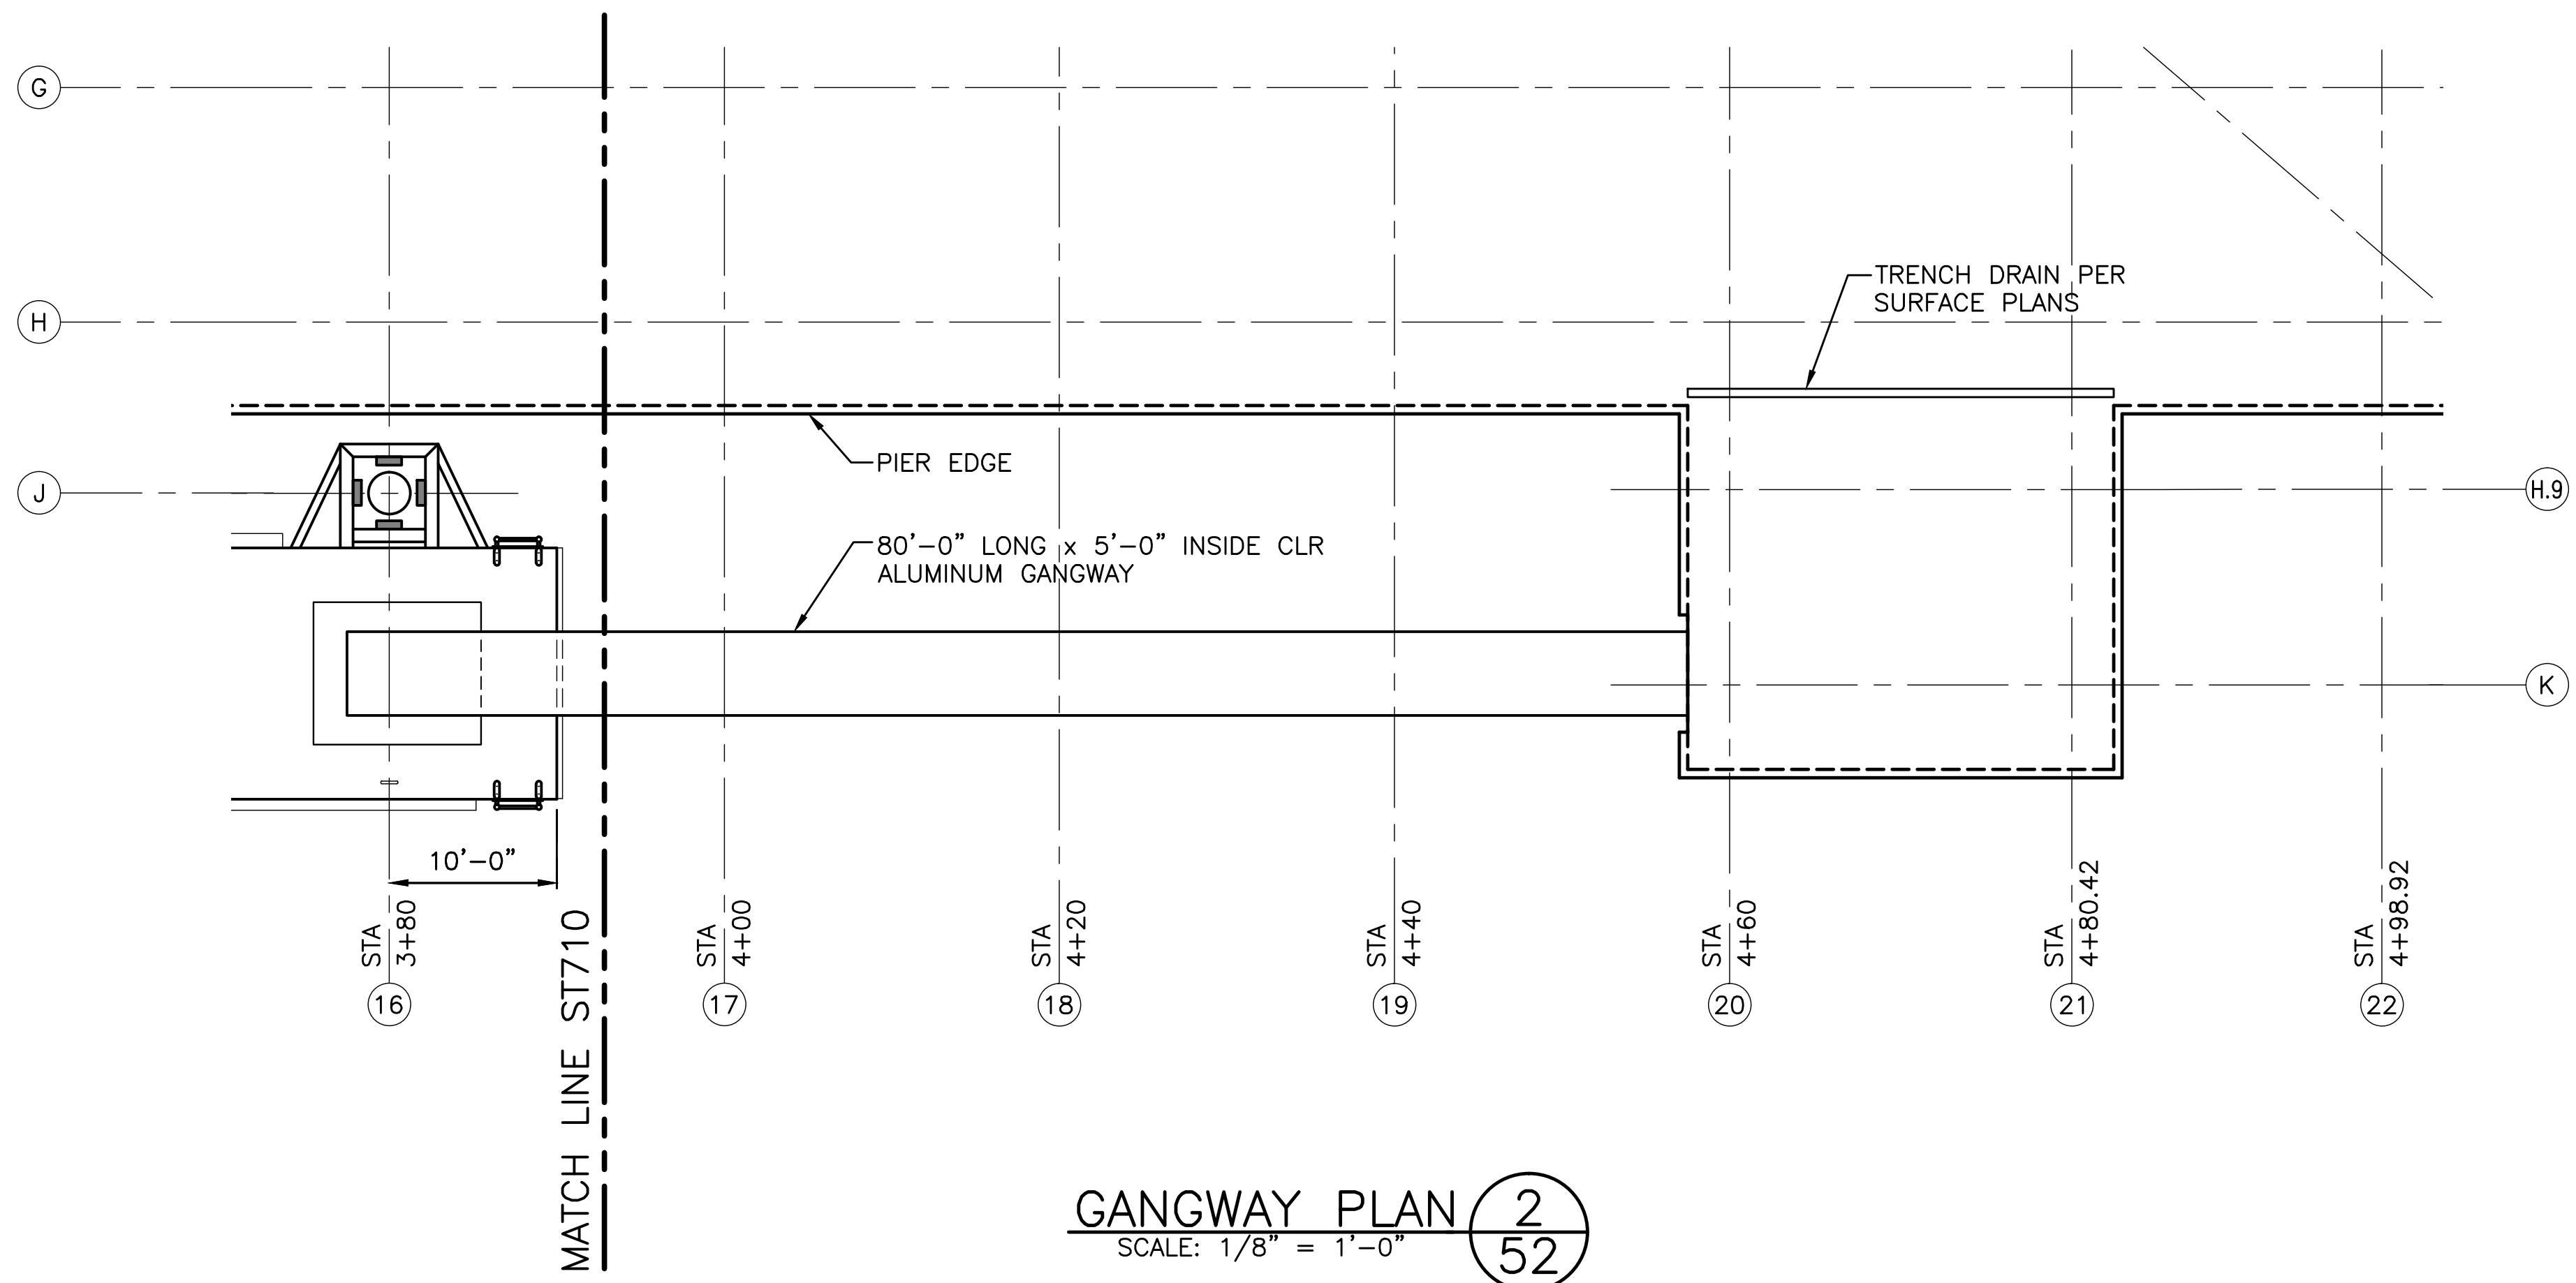 G
H
TRENCH DRAIN PER
SURFACE PLANS
PIER EDGE
J
H.9
80'-0" LONG x 5'-0" INSIDE CLR
ALUMINUM GANGWAY
K
10'-0"
STA
3+80
STA
4+00
STA
4+20
STA
4+40
STA
4+60
STA
4+80.42
STA
4+98.92
16
17
18
19
20
21
22
MATCH LINE ST710
GANGWAY PLAN
SCALE: 1/8" = 1'-0"
2
52